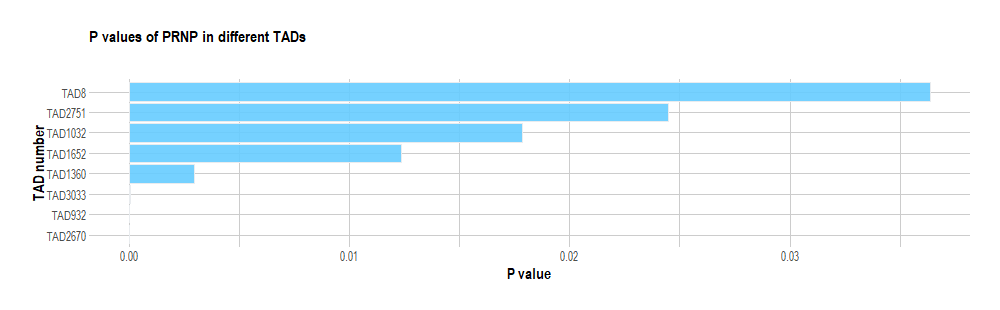 P values of PRNP in different TADs
TAD number
TAD8
TAD2751
TAD1032
TAD1652
TAD1360
TAD3033
TAD932
TAD2670
0.00 0.01 0.02 0.03
P value